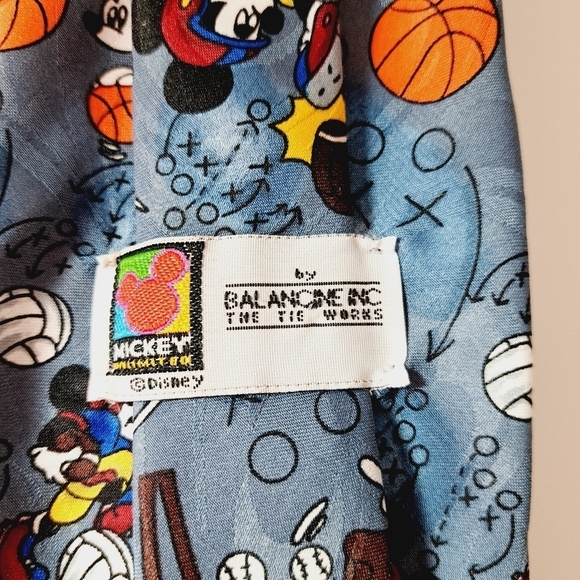 by
BALANCINE INC
THE TIE WORKS
MICKEY
UNLIMITED
©Disney